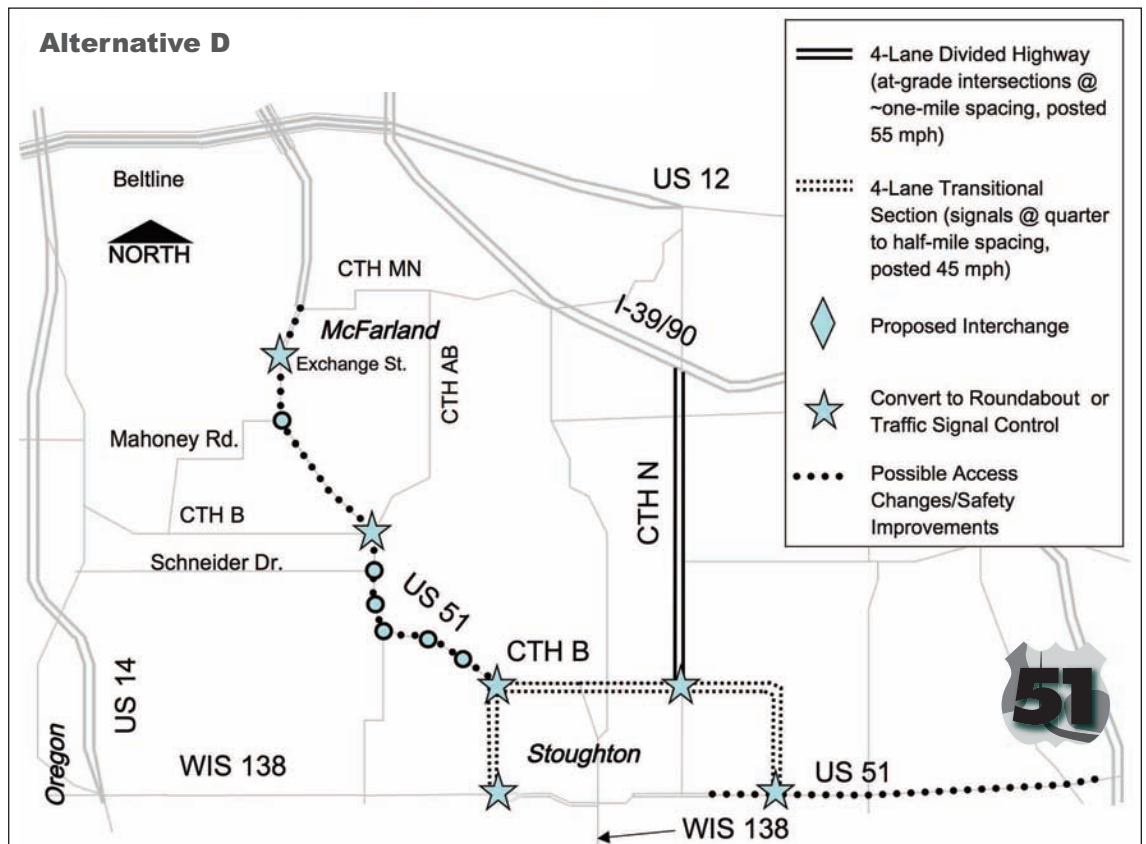 Alternative D
4-Lane Divided Highway
(at-grade intersections @
~one-mile spacing, posted
55 mph)
4-Lane Transitional
Section (signals @ quarter
to half-mile spacing,
posted 45 mph)
Proposed Interchange
Convert to Roundabout or
Traffic Signal Control
Possible Access
Changes/Safety
Improvements
Beltline
US 12
NORTH
CTH MN
I-39/90
McFarland
Exchange St.
CTH AB
Mahoney Rd.
CTH N
CTH B
Schneider Dr.
US 51
CTH B
US 14
Oregon
WIS 138
Stoughton
51
US 51
WIS 138